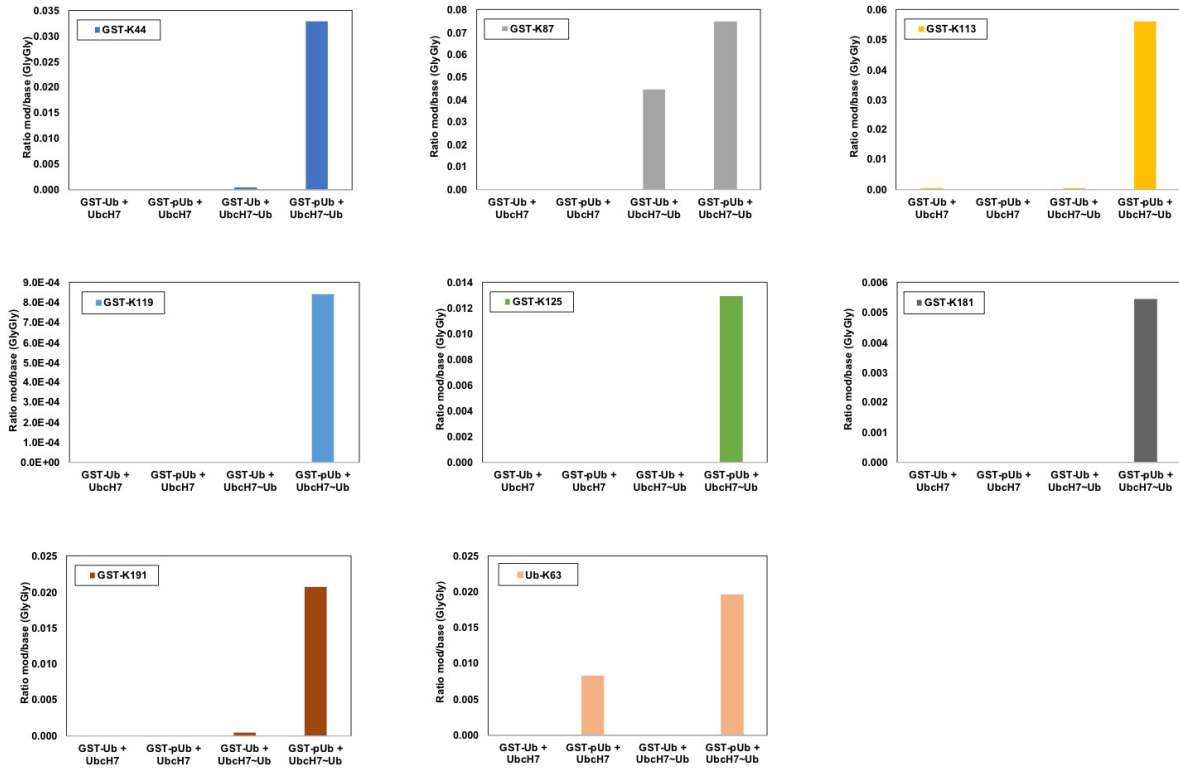 GST-K44
Ratio mod/base (GlyGly)
0.035
0.030
0.025
0.020
0.015
0.010
0.005
0.000
GST-Ub + UbcH7
GST-pUb + UbcH7
GST-Ub + UbcH7~Ub
GST-pUb + UbcH7~Ub
GST-K87
Ratio mod/base (GlyGly)
0.08
0.07
0.06
0.05
0.04
0.03
0.02
0.01
0.00
GST-Ub + UbcH7
GST-pUb + UbcH7
GST-Ub + UbcH7~Ub
GST-pUb + UbcH7~Ub
GST-K113
Ratio mod/base (GlyGly)
0.06
0.05
0.04
0.03
0.02
0.01
0.00
GST-Ub + UbcH7
GST-pUb + UbcH7
GST-Ub + UbcH7~Ub
GST-pUb + UbcH7~Ub
GST-K119
Ratio mod/base (GlyGly)
9.0E-04
8.0E-04
7.0E-04
6.0E-04
5.0E-04
4.0E-04
3.0E-04
2.0E-04
1.0E-04
0.0E+00
GST-Ub + UbcH7
GST-pUb + UbcH7
GST-Ub + UbcH7~Ub
GST-pUb + UbcH7~Ub
GST-K125
Ratio mod/base (GlyGly)
0.014
0.012
0.010
0.008
0.006
0.004
0.002
0.000
GST-Ub + UbcH7
GST-pUb + UbcH7
GST-Ub + UbcH7~Ub
GST-pUb + UbcH7~Ub
GST-K181
Ratio mod/base (GlyGly)
0.006
0.005
0.004
0.003
0.002
0.001
0.000
GST-Ub + UbcH7
GST-pUb + UbcH7
GST-Ub + UbcH7~Ub
GST-pUb + UbcH7~Ub
GST-K191
Ratio mod/base (GlyGly)
0.025
0.020
0.015
0.010
0.005
0.000
GST-Ub + UbcH7
GST-pUb + UbcH7
GST-Ub + UbcH7~Ub
GST-pUb + UbcH7~Ub
Ub-K63
Ratio mod/base (GlyGly)
0.025
0.020
0.015
0.010
0.005
0.000
GST-Ub + UbcH7
GST-pUb + UbcH7
GST-Ub + UbcH7~Ub
GST-pUb + UbcH7~Ub